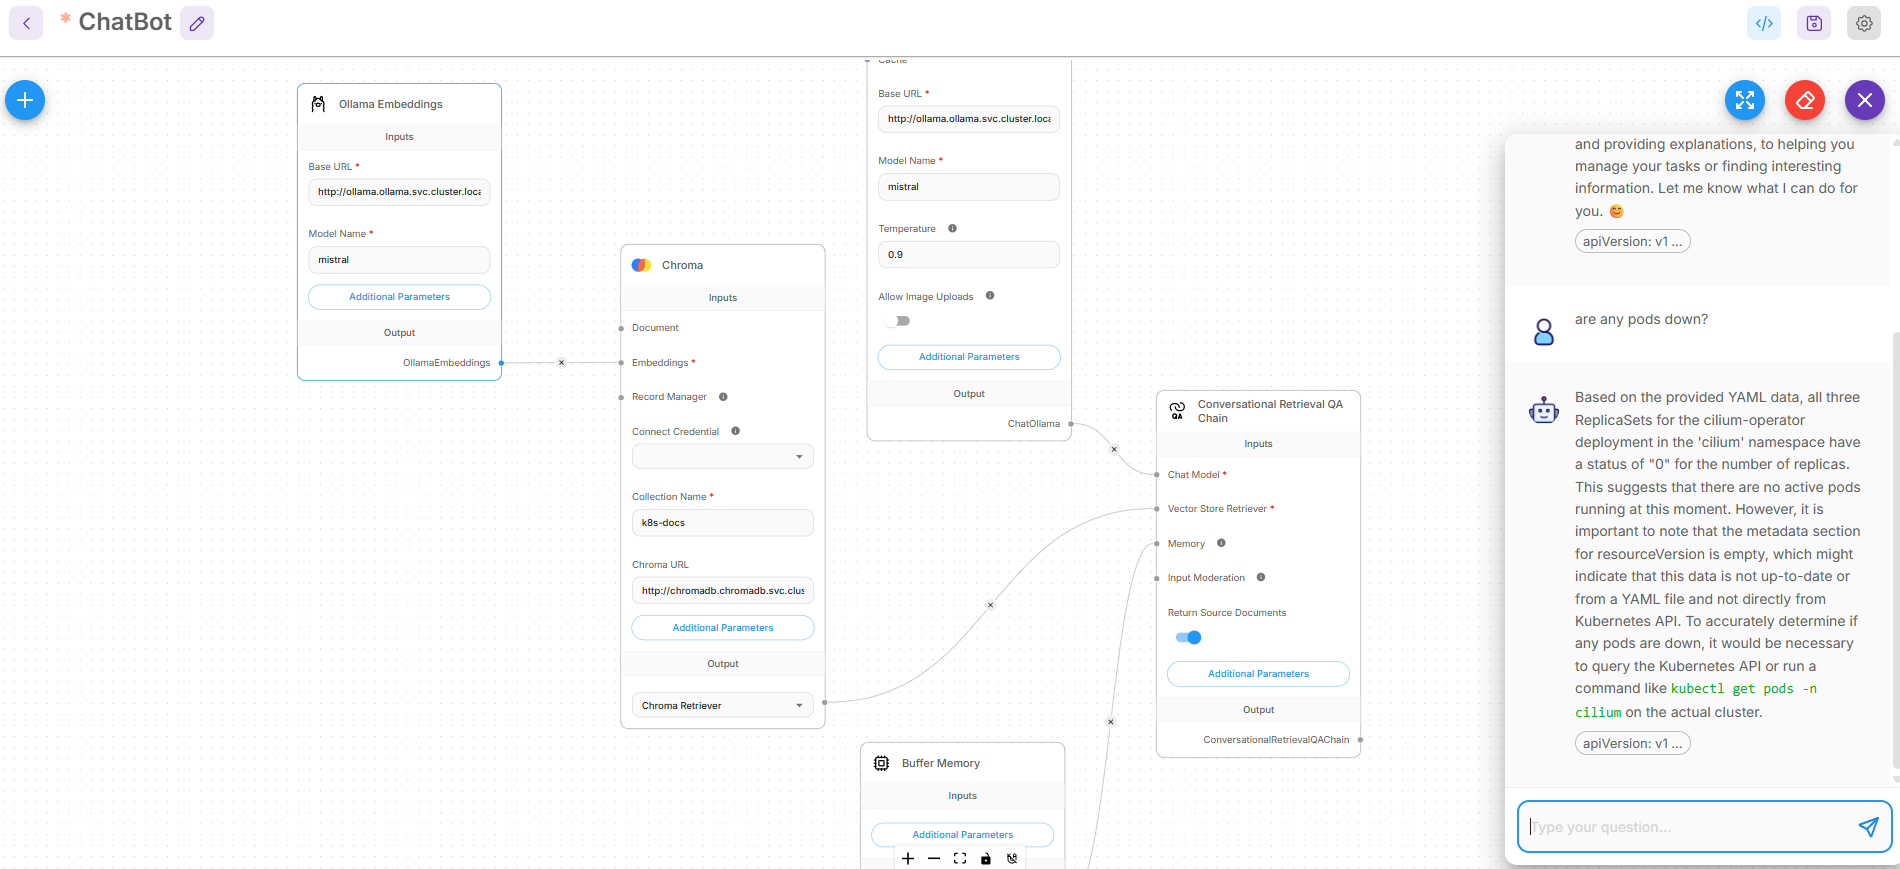 * ChatBot
Ollama Embeddings
Inputs
Base URL *
http://ollama.ollama.svc.cluster.loca
Model Name *
mistral
Additional Parameters
Output
OllamaEmbeddings
Chroma
Inputs
Document
Embeddings *
Record Manager
Connect Credential
Collection Name *
k8s-docs
Chroma URL
http://chromadb.chromadb.svc.clus
Additional Parameters
Output
Chroma Retriever
Cache
Base URL *
http://ollama.ollama.svc.cluster.loca
Model Name *
mistral
Temperature
0.9
Allow Image Uploads
Additional Parameters
Output
ChatOllama
Buffer Memory
Inputs
Additional Parameters
QA
Conversational Retrieval QA
Chain
Inputs
Chat Model *
Vector Store Retriever *
Memory
Input Moderation
Return Source Documents
Additional Parameters
Output
ConversationalRetrievalQAChain
and providing explanations, to helping you
manage your tasks or finding interesting
information. Let me know what I can do for
you. 😊
apiVersion: v1 ...
are any pods down?
Based on the provided YAML data, all three
ReplicaSets for the cilium-operator
deployment in the 'cilium' namespace have
a status of "0" for the number of replicas.
This suggests that there are no active pods
running at this moment. However, it is
important to note that the metadata section
for resourceVersion is empty, which might
indicate that this data is not up-to-date or
from a YAML file and not directly from
Kubernetes API. To accurately determine if
any pods are down, it would be necessary
to query the Kubernetes API or run a
command like kubectl get pods -n
cilium on the actual cluster.
apiVersion: v1 ...
Type your question...